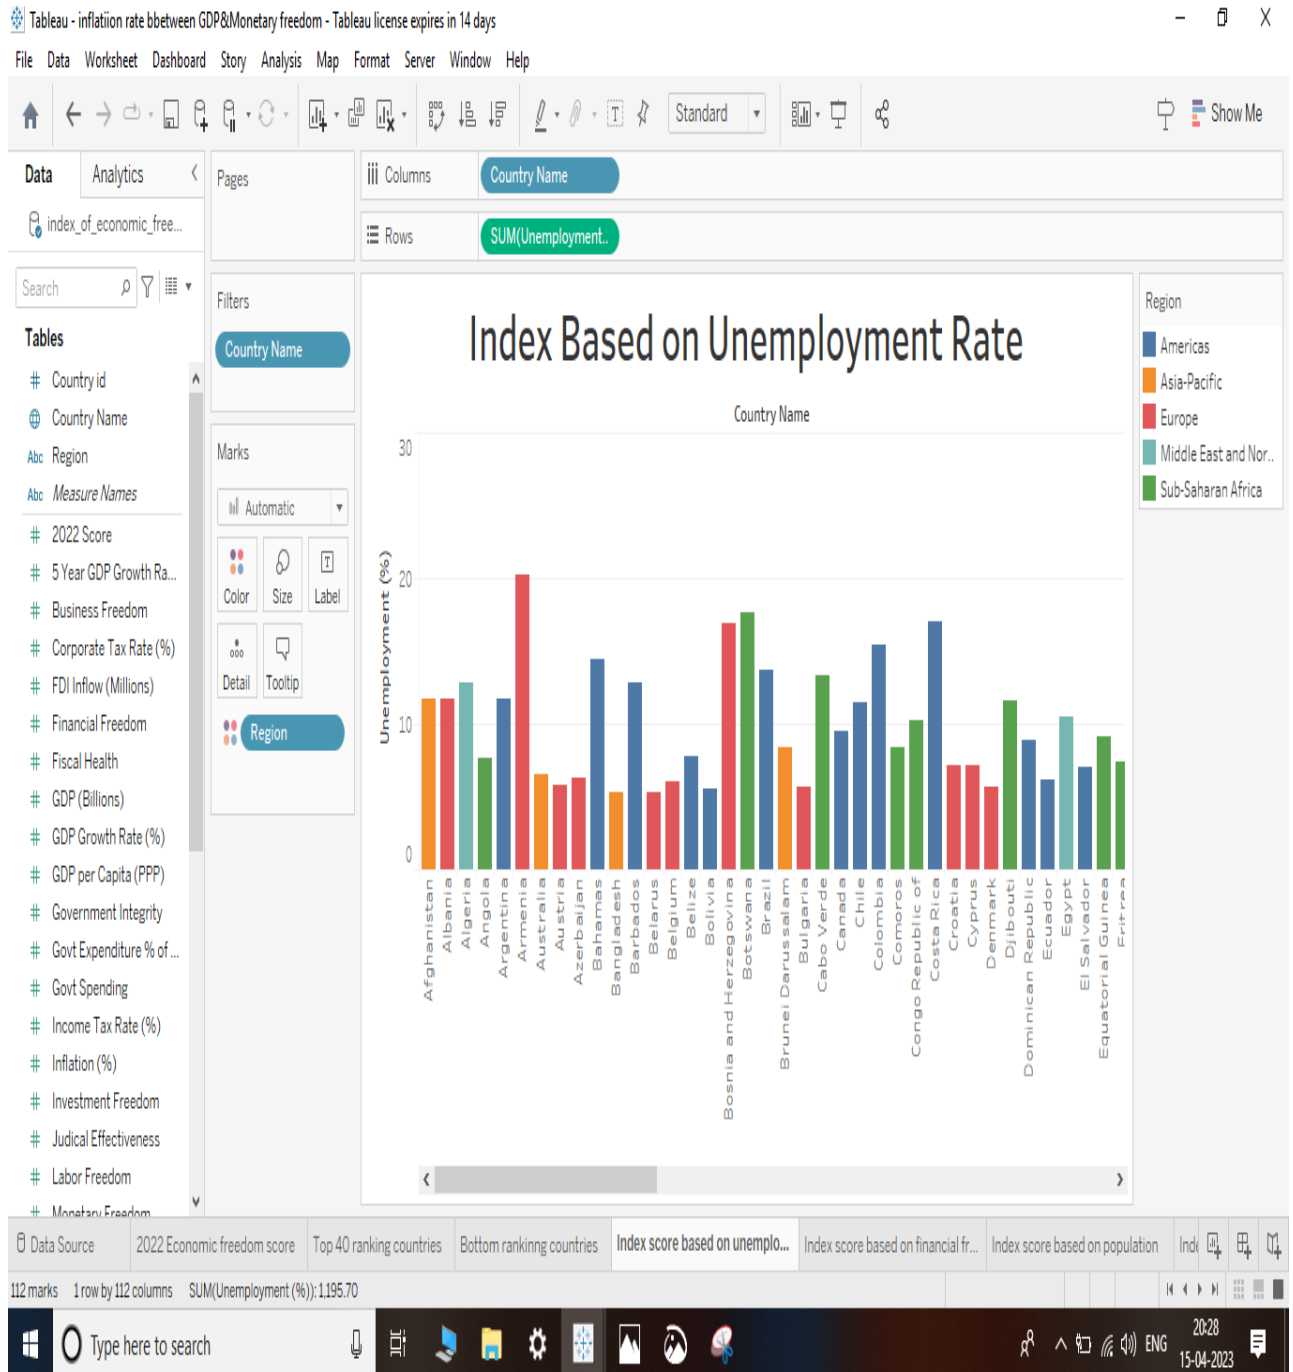 Tableau - inflatiion rate bbetween GDP&Monetary freedom - Tableau license expires in 14 days
File Data Worksheet Dashboard Story Analysis Map Format Server Window Help
Standard
Show Me
Data Analytics
index_of_economic_free...
Search
Tables
Country id
Country Name
Abc Region
Abc Measure Names
2022 Score
5 Year GDP Growth Ra...
Business Freedom
Corporate Tax Rate (%)
FDI Inflow (Millions)
Financial Freedom
Fiscal Health
GDP (Billions)
GDP Growth Rate (%)
GDP per Capita (PPP)
Government Integrity
Govt Expenditure % of ...
Govt Spending
Income Tax Rate (%)
Inflation (%)
Investment Freedom
Judical Effectiveness
Labor Freedom
Monetary Freedom
Pages
Filters
Country Name
Marks
Automatic
Color Size Label
Detail Tooltip
Region
Columns Country Name
Rows SUM(Unemployment..
Index Based on Unemployment Rate
Country Name
Unemployment (%)
30
20
10
0
Afghanistan
Albania
Algeria
Angola
Argentina
Armenia
Australia
Austria
Azerbaijan
Bahamas
Bangladesh
Barbados
Belarus
Belgium
Belize
Bolivia
Bosnia and Herzegovina
Botswana
Brazil
Brunei Darussalam
Bulgaria
Cabo Verde
Canada
Chile
Colombia
Comoros
Congo Republic of
Costa Rica
Croatia
Cyprus
Denmark
Djibouti
Dominican Republic
Ecuador
Egypt
El Salvador
Equatorial Guinea
Eritrea
Region
Americas
Asia-Pacific
Europe
Middle East and Nor..
Sub-Saharan Africa
Data Source 2022 Economic freedom score Top 40 ranking countries Bottom rankinng countries Index score based on unemplo... Index score based on financial fr... Index score based on population Inde
112 marks 1 row by 112 columns SUM(Unemployment (%)): 1,195.70
Type here to search
ENG
20:28
15-04-2023